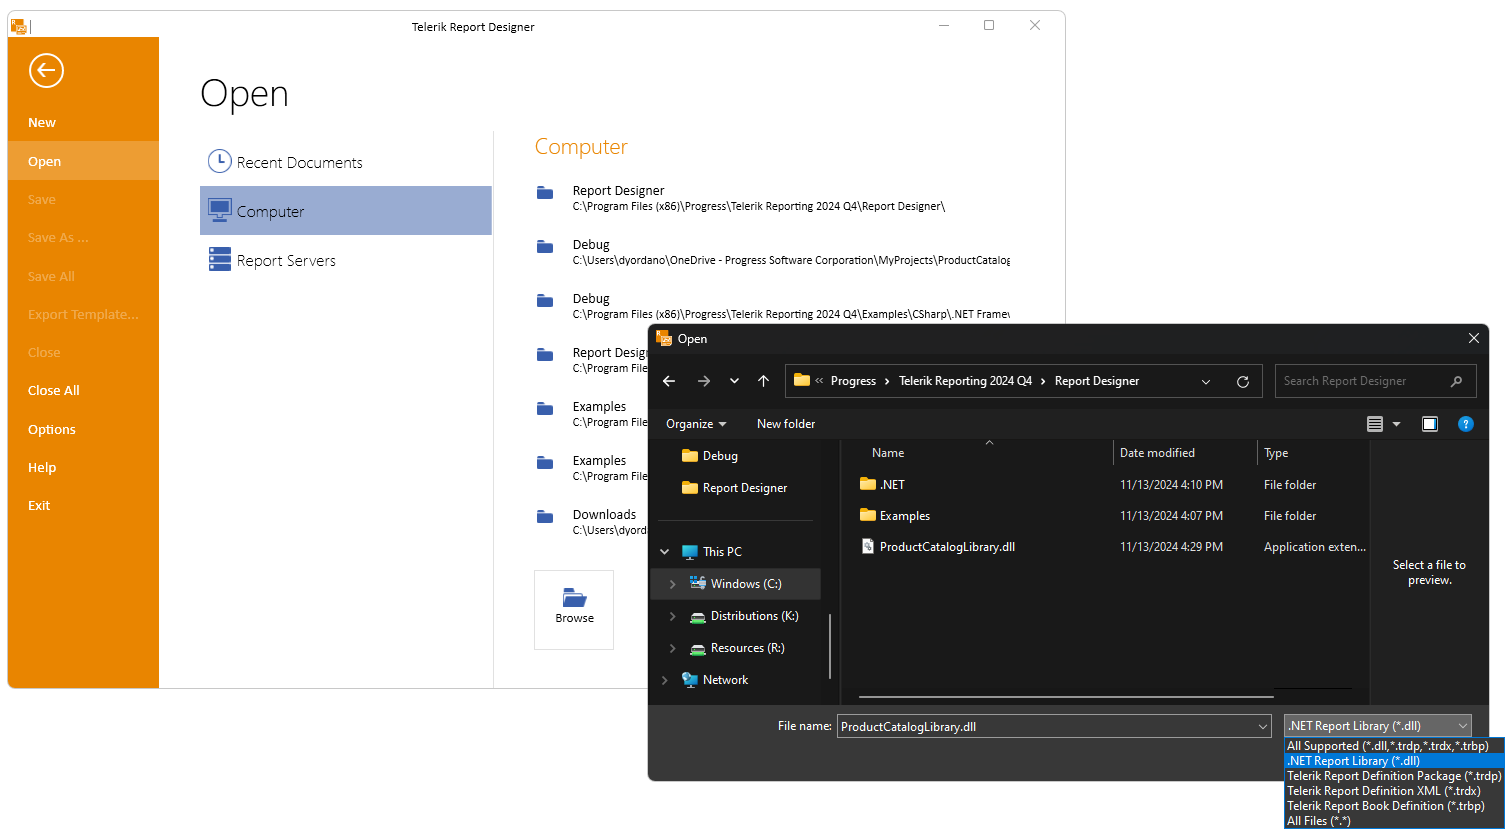 Telerik Report Designer
New
Open
Save
Save As ...
Save All
Export Template...
Close
Close All
Options
Help
Exit
Open
Recent Documents
Computer
Report Servers
Computer
Report Designer
C:\Program Files (x86)\Progress\Telerik Reporting 2024 Q4\Report Designer\
Debug
C:\Users\dyordano\OneDrive - Progress Software Corporation\MyProjects\ProductCatalog
Debug
C:\Program Files (x86)\Progress\Telerik Reporting 2024 Q4\Examples\CSharp\.NET Framew
Report Design
C:\Program File
Examples
C:\Program File
Examples
C:\Program File
Downloads
C:\Users\dyordano
Browse
Open
« Progress › Telerik Reporting 2024 Q4 › Report Designer
Search Report Designer
Organize
New folder
Debug
Report Designer
This PC
Windows (C:)
Distributions (K:)
Resources (R:)
Network
Name Date modified Type
.NET 11/13/2024 4:10 PM File folder
Examples 11/13/2024 4:07 PM File folder
ProductCatalogLibrary.dll 11/13/2024 4:29 PM Application exten...
Select a file to
preview.
File name: ProductCatalogLibrary.dll
.NET Report Library (*.dll)
All Supported (*.dll,*.trdp,*.trdx,*.trbp)
.NET Report Library (*.dll)
Telerik Report Definition Package (*.trdp)
Telerik Report Definition XML (*.trdx)
Telerik Report Book Definition (*.trbp)
All Files (*.*)